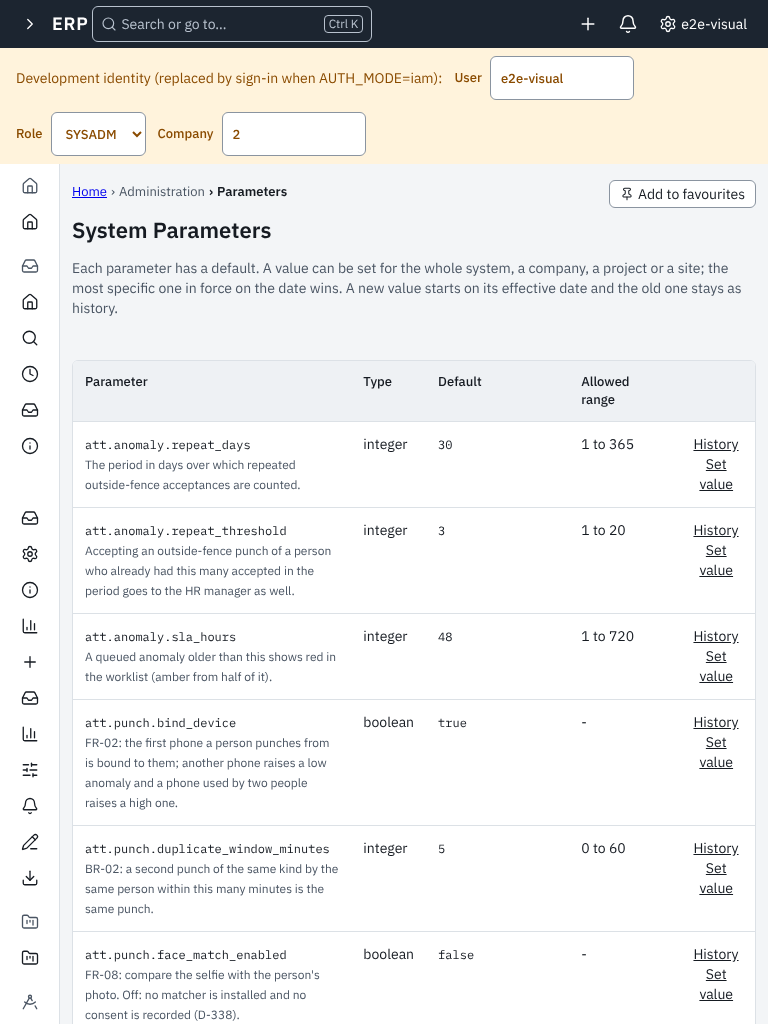 ERP Search or go to... Ctrl K e2e-visual
Development identity (replaced by sign-in when AUTH_MODE=iam): User e2e-visual
Role SYSADM Company 2
Home › Administration › Parameters Add to favourites
System Parameters
Each parameter has a default. A value can be set for the whole system, a company, a project or a site; the
most specific one in force on the date wins. A new value starts on its effective date and the old one stays as
history.
Parameter Type Default Allowed
range
att.anomaly.repeat_days integer 30 1 to 365 History
The period in days over which repeated Set
outside-fence acceptances are counted. value
att.anomaly.repeat_threshold integer 3 1 to 20 History
Accepting an outside-fence punch of a person Set
who already had this many accepted in the value
period goes to the HR manager as well.
att.anomaly.sla_hours integer 48 1 to 720 History
A queued anomaly older than this shows red in Set
the worklist (amber from half of it). value
att.punch.bind_device boolean true - History
FR-02: the first phone a person punches from Set
is bound to them; another phone raises a low value
anomaly and a phone used by two people
raises a high one.
att.punch.duplicate_window_minutes integer 5 0 to 60 History
BR-02: a second punch of the same kind by the Set
same person within this many minutes is the value
same punch.
att.punch.face_match_enabled boolean false - History
FR-08: compare the selfie with the person's Set
photo. Off: no matcher is installed and no value
consent is recorded (D-338).